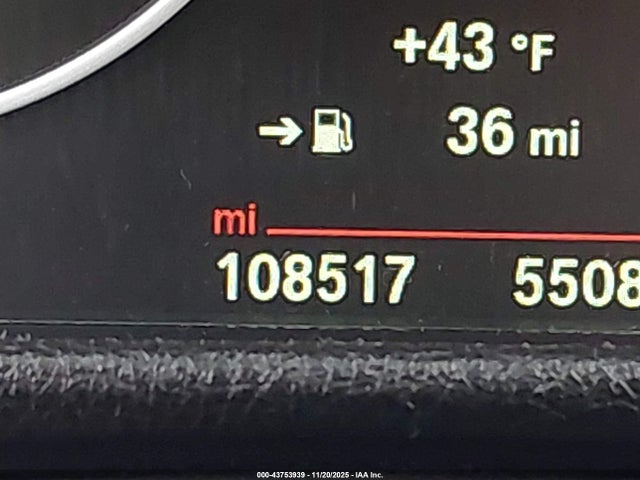 +43 °F
36 mi
mi
108517 5508
000-43753939 - 11/20/2025 - IAA Inc.